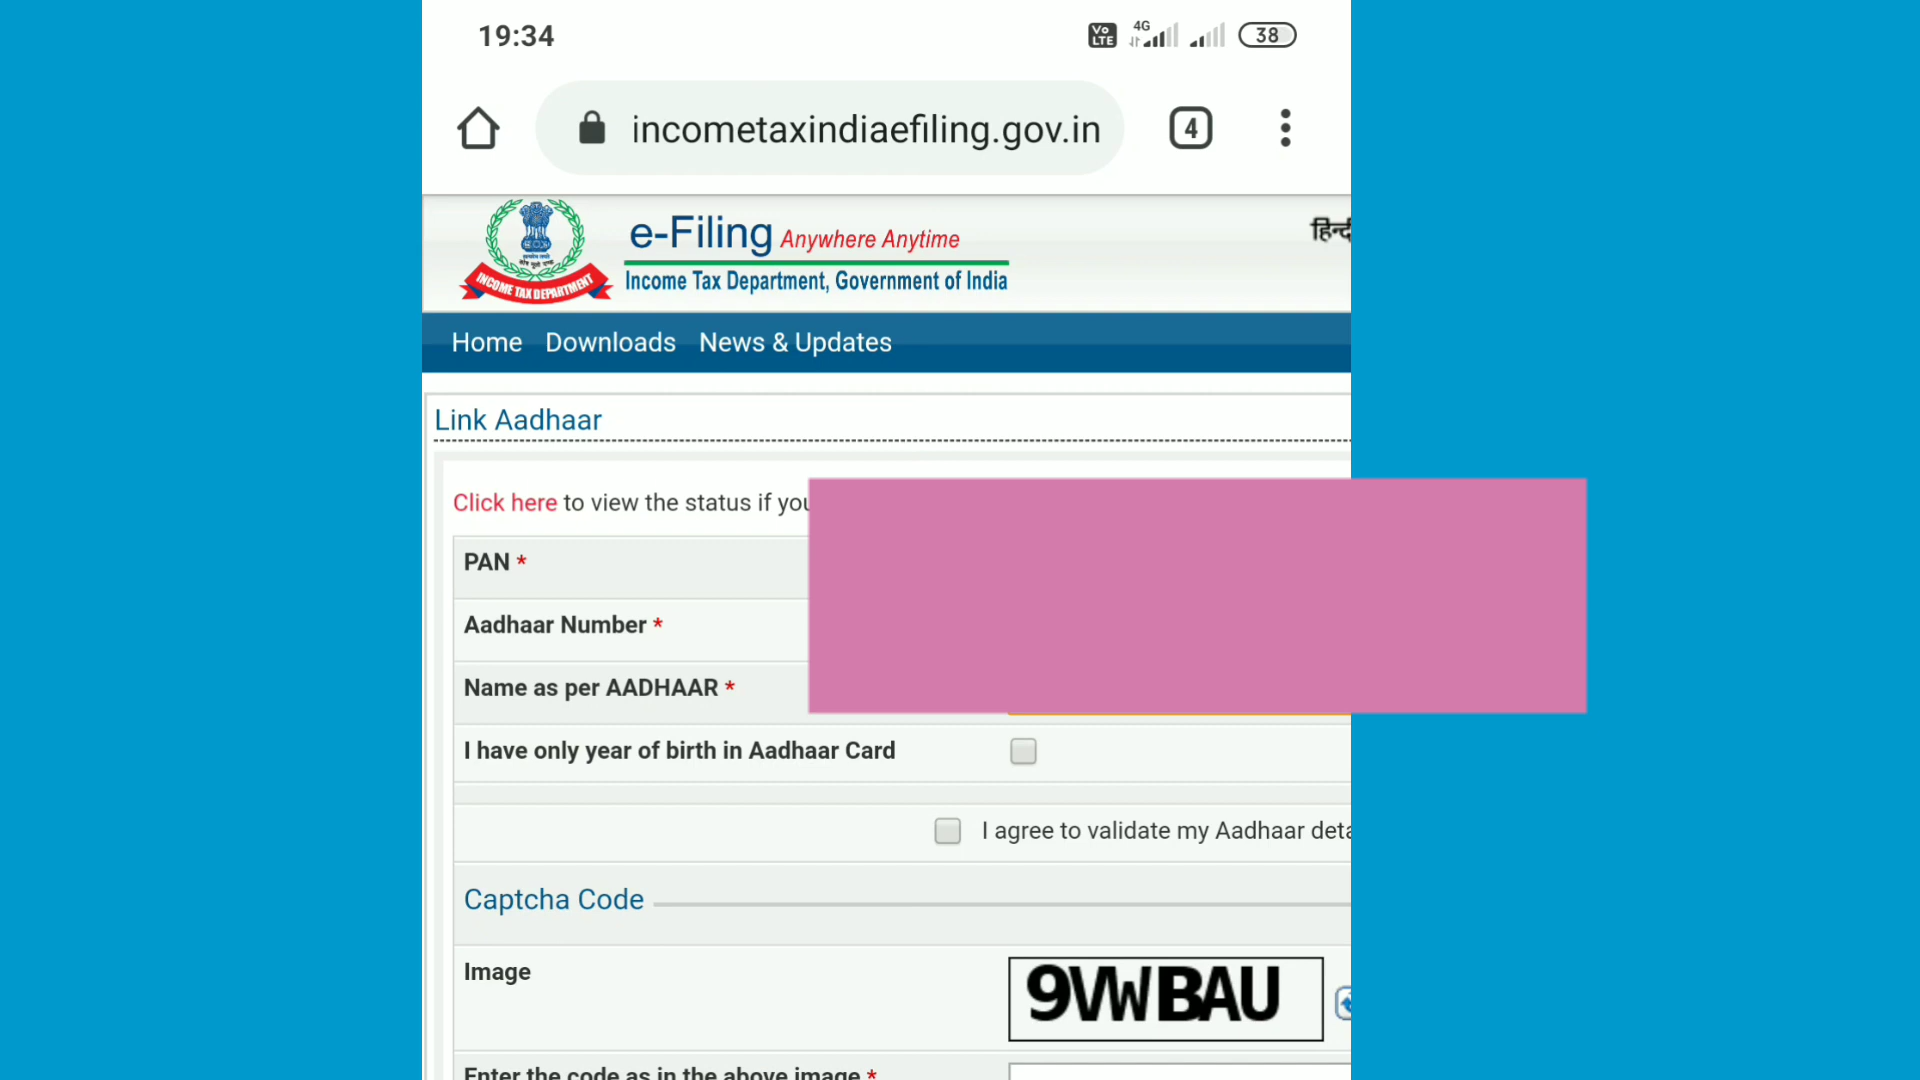 19:34
Vo LTE 4G 38
incometaxindiaefiling.gov.in 4
e-Filing Anywhere Anytime
Income Tax Department, Government of India
INCOME TAX DEPARTMENT
Home Downloads News & Updates
Link Aadhaar
Click here to view the status if you
PAN *
Aadhaar Number *
Name as per AADHAAR *
I have only year of birth in Aadhaar Card
I agree to validate my Aadhaar deta
Captcha Code
Image
9VWBAU
Enter the code as in the above image *